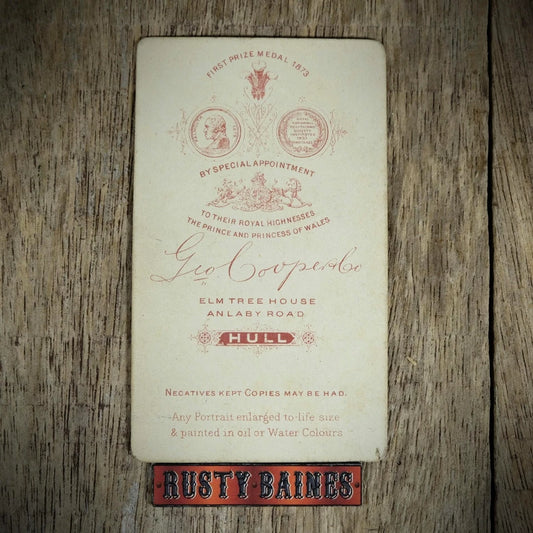 FIRST PRIZE MEDAL 1873
BY SPECIAL APPOINTMENT
TO THEIR ROYAL HIGHNESSES
THE PRINCE AND PRINCESS OF WALES
Geo Cooper & Co
ELM TREE HOUSE
ANLABY ROAD
HULL
NEGATIVES KEPT COPIES MAY BE HAD.
Any Portrait enlarged to life size
& painted in oil or Water Colours
RUSTY BAINES